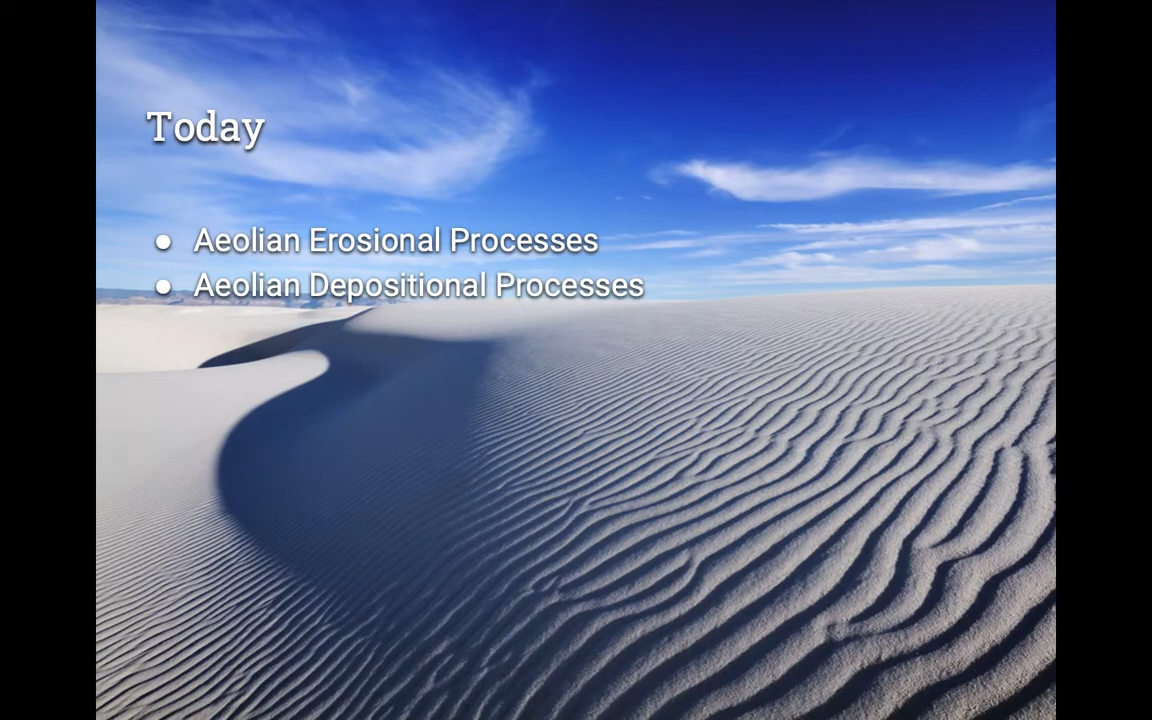 Today
● Aeolian Erosional Processes
● Aeolian Depositional Processes